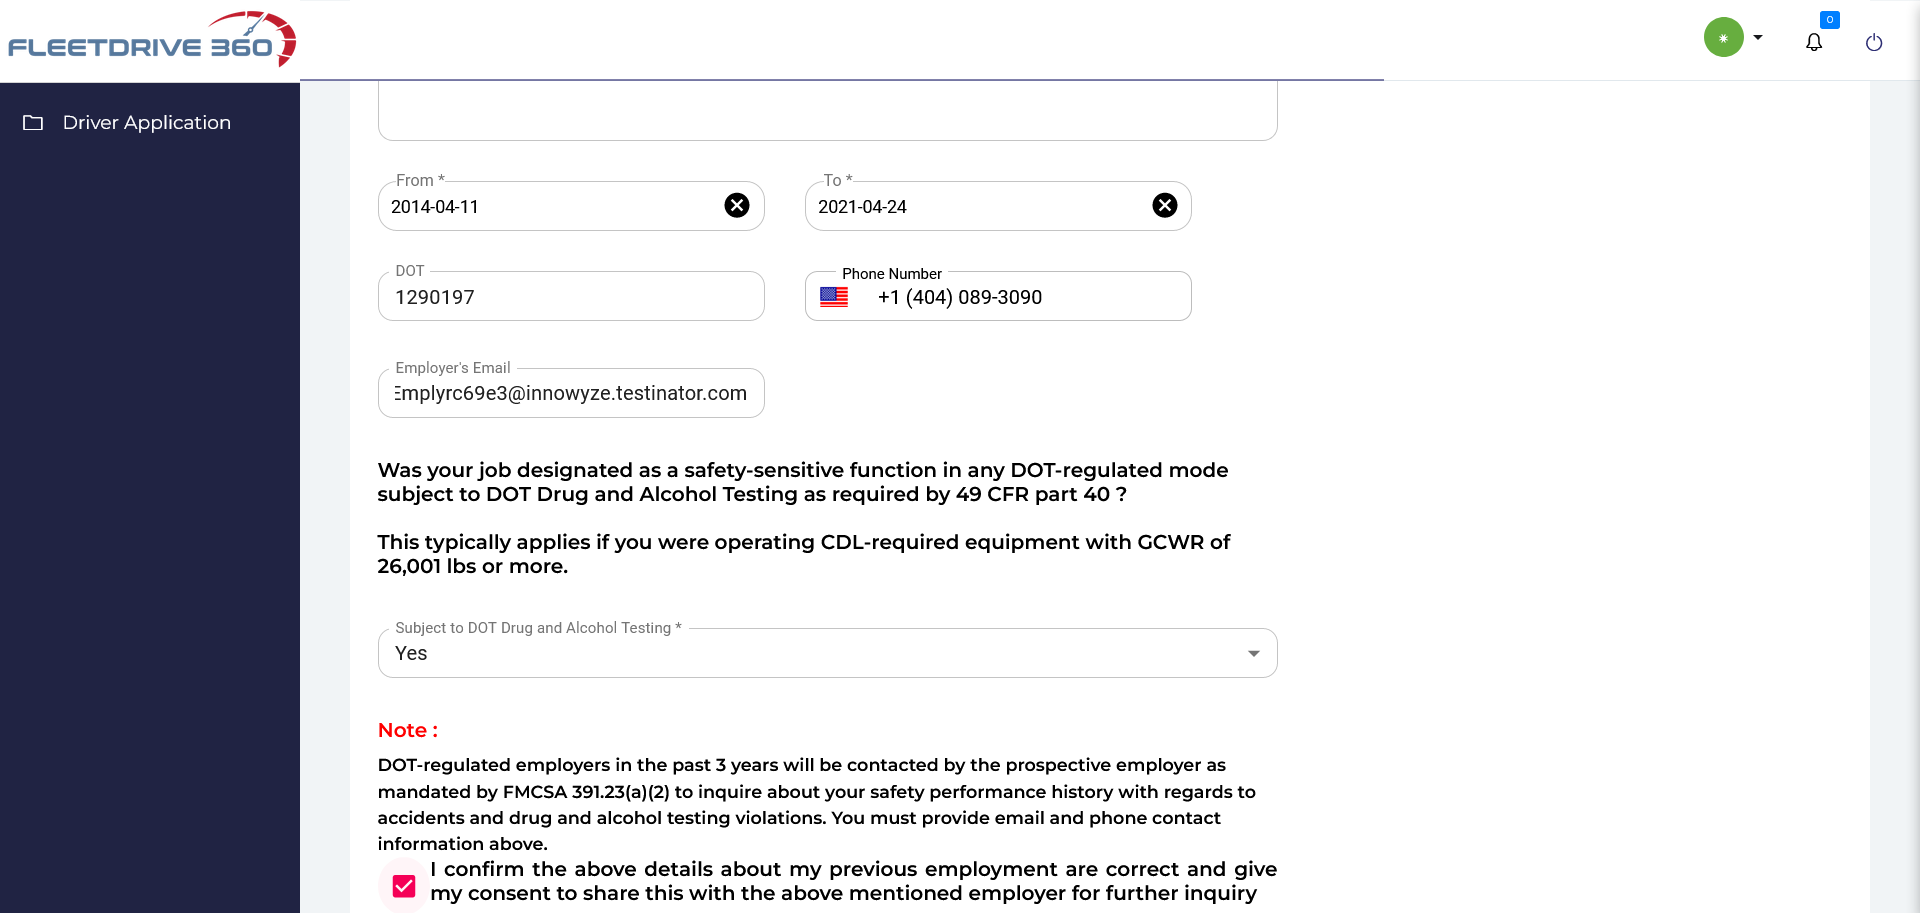 FLEETDRIVE 360
0
Driver Application
From *
To *
2014-04-11
2021-04-24
DOT
Phone Number
1290197
+1 (404) 089-3090
Employer's Email
Emplyrc69e3@innowyze.testinator.com
Was your job designated as a safety-sensitive function in any DOT-regulated mode
subject to DOT Drug and Alcohol Testing as required by 49 CFR part 40 ?
This typically applies if you were operating CDL-required equipment with GCWR of
26,001 lbs or more.
Subject to DOT Drug and Alcohol Testing *
Yes
Note :
DOT-regulated employers in the past 3 years will be contacted by the prospective employer as
mandated by FMCSA 391.23(a)(2) to inquire about your safety performance history with regards to
accidents and drug and alcohol testing violations. You must provide email and phone contact
information above.
I confirm the above details about my previous employment are correct and give
my consent to share this with the above mentioned employer for further inquiry